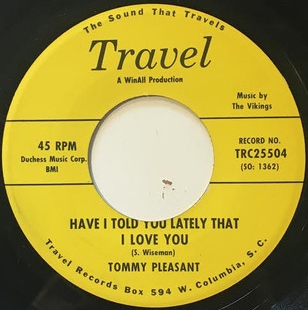 The Sound That Travels
Travel
A WinAll Production
Music by
The Vikings
45 RPM
Duchess Music Corp.
BMI
RECORD NO.
TRC25504
(SO: 1362)
HAVE I TOLD YOU LATELY THAT
I LOVE YOU
(S. Wiseman)
TOMMY PLEASANT
Travel Records Box 594 W. Columbia, S. C.